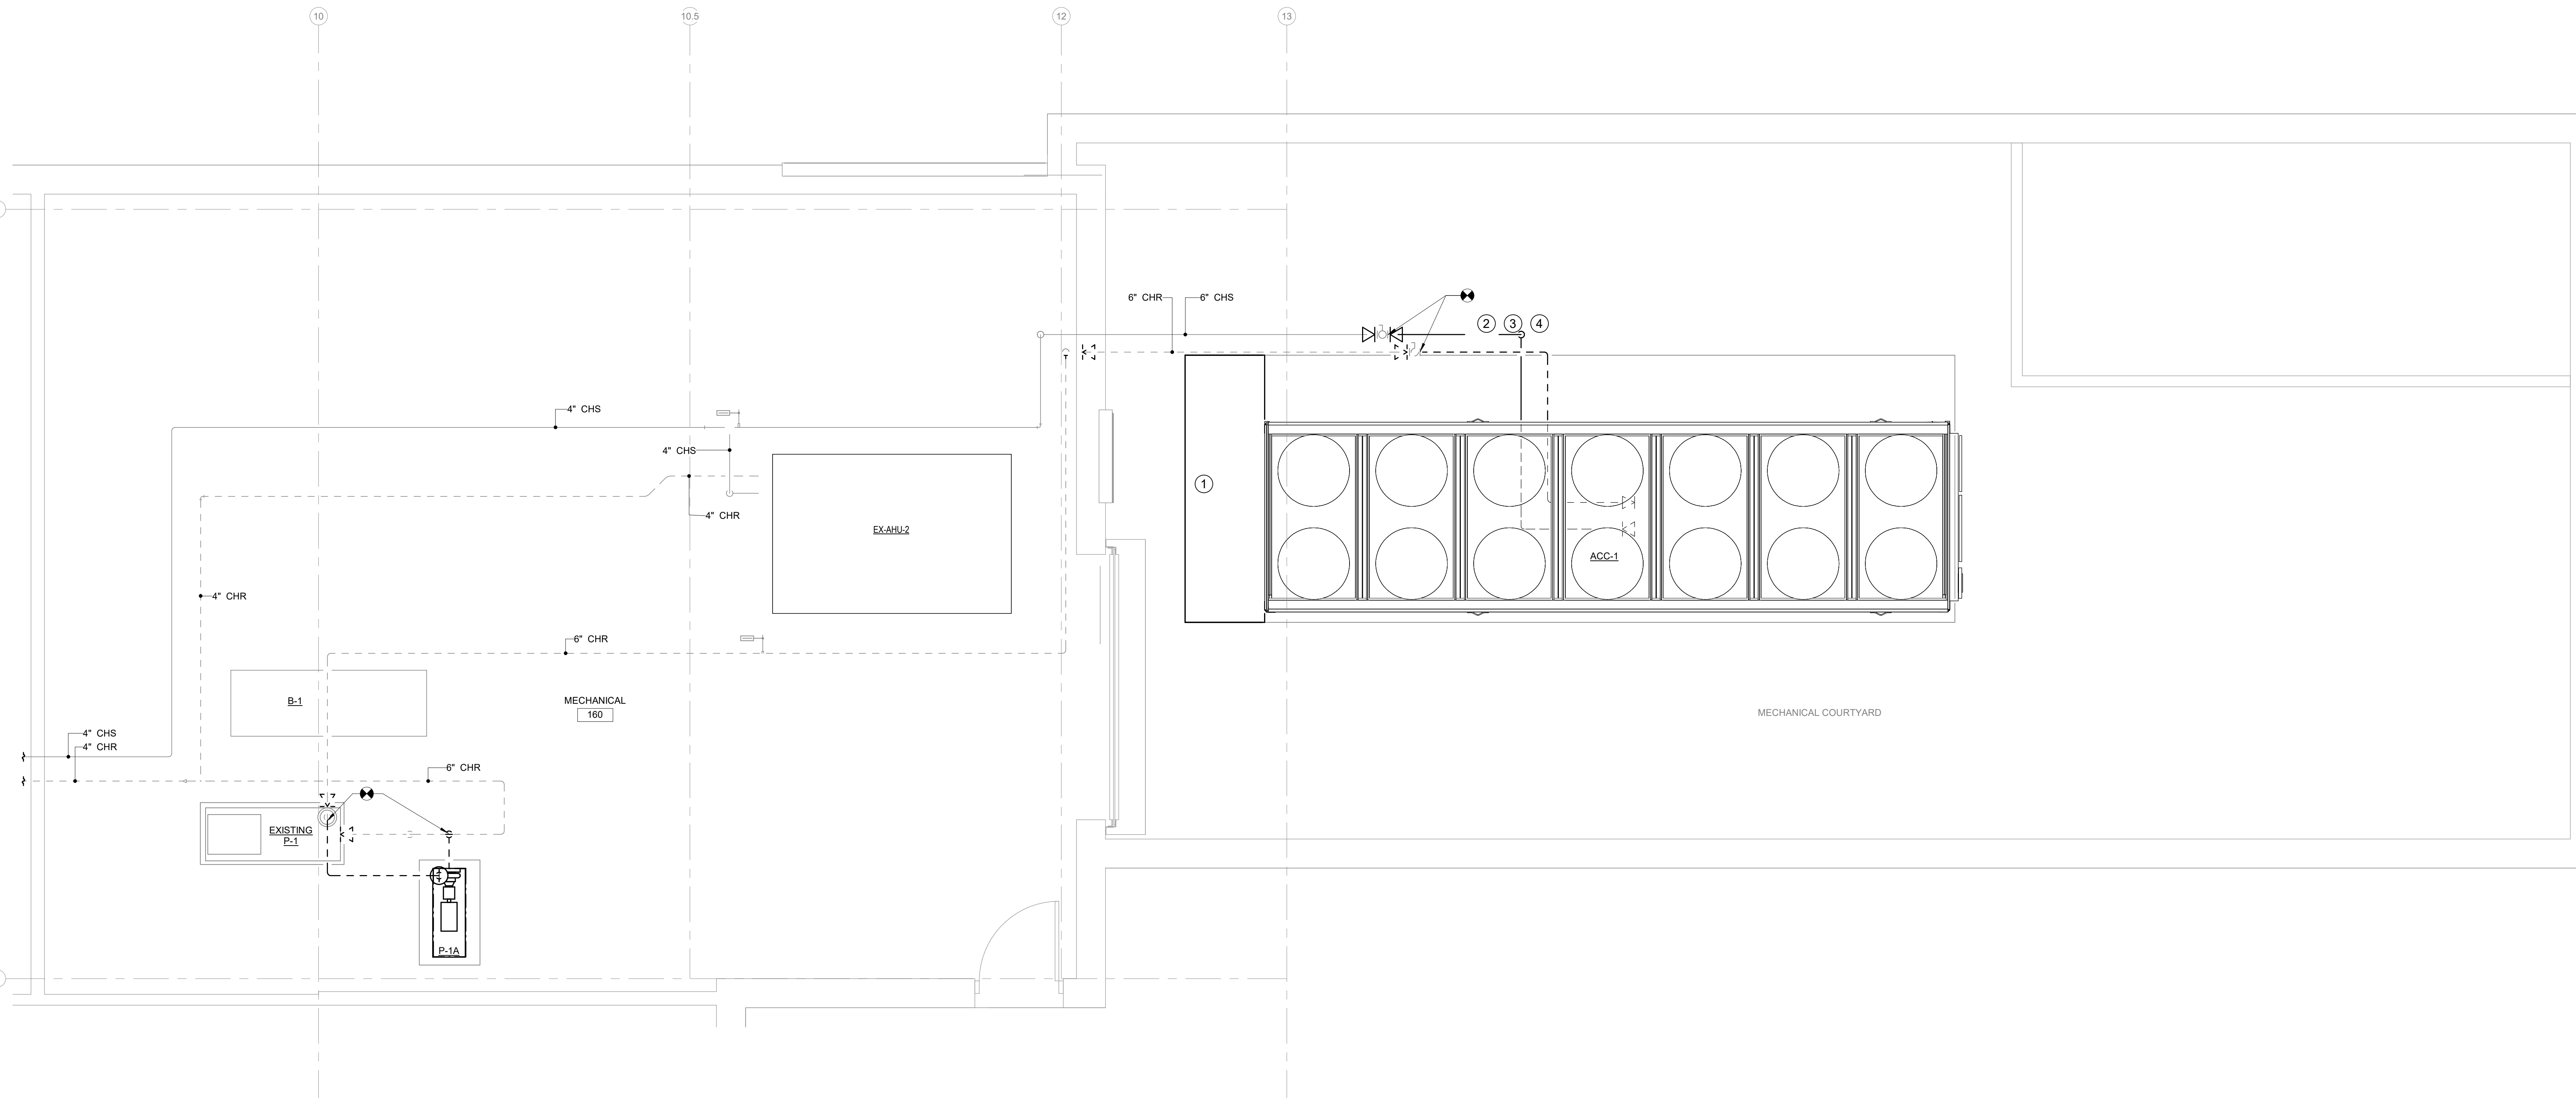 10
10.5
12
13
6" CHR
6" CHS
2
3
4
4" CHS
4" CHS
1
4" CHR
EX-AHU-2
ACC-1
4" CHR
6" CHR
B-1
MECHANICAL
160
MECHANICAL COURTYARD
4" CHS
4" CHR
6" CHR
EXISTING
P-1
P-1A